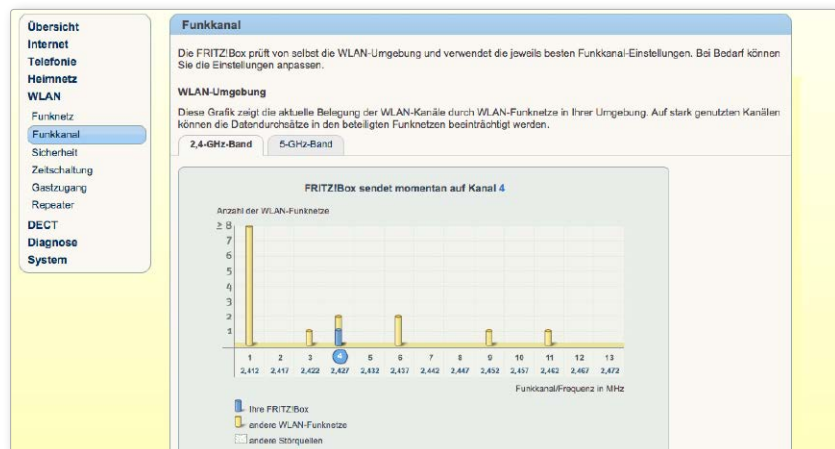 Übersicht
Internet
Telefonie
Heimnetz
WLAN
Funknetz
Funkkanal
Sicherheit
Zeitschaltung
Gastzugang
Repeater
DECT
Diagnose
System
Funkkanal
Die FRITZ!Box prüft von selbst die WLAN-Umgebung und verwendet die jeweils besten Funkkanal-Einstellungen. Bei Bedarf können
Sie die Einstellungen anpassen.
WLAN-Umgebung
Diese Grafik zeigt die aktuelle Belegung der WLAN-Kanäle durch WLAN-Funknetze in Ihrer Umgebung. Auf stark genutzten Kanälen
können die Datendurchsätze in den beteiligten Funknetzen beeinträchtigt werden.
2,4-GHz-Band 5-GHz-Band
FRITZ!Box sendet momentan auf Kanal 4
Anzahl der WLAN-Funknetze
≥ 8
7
6
5
4
3
2
1
1 2 3 4 5 6 7 8 9 10 11 12 13
2,412 2,417 2,422 2,427 2,432 2,437 2,442 2,447 2,452 2,457 2,462 2,467 2,472
Funkkanal/Frequenz in MHz
Ihre FRITZ!Box
andere WLAN-Funknetze
andere Störquellen